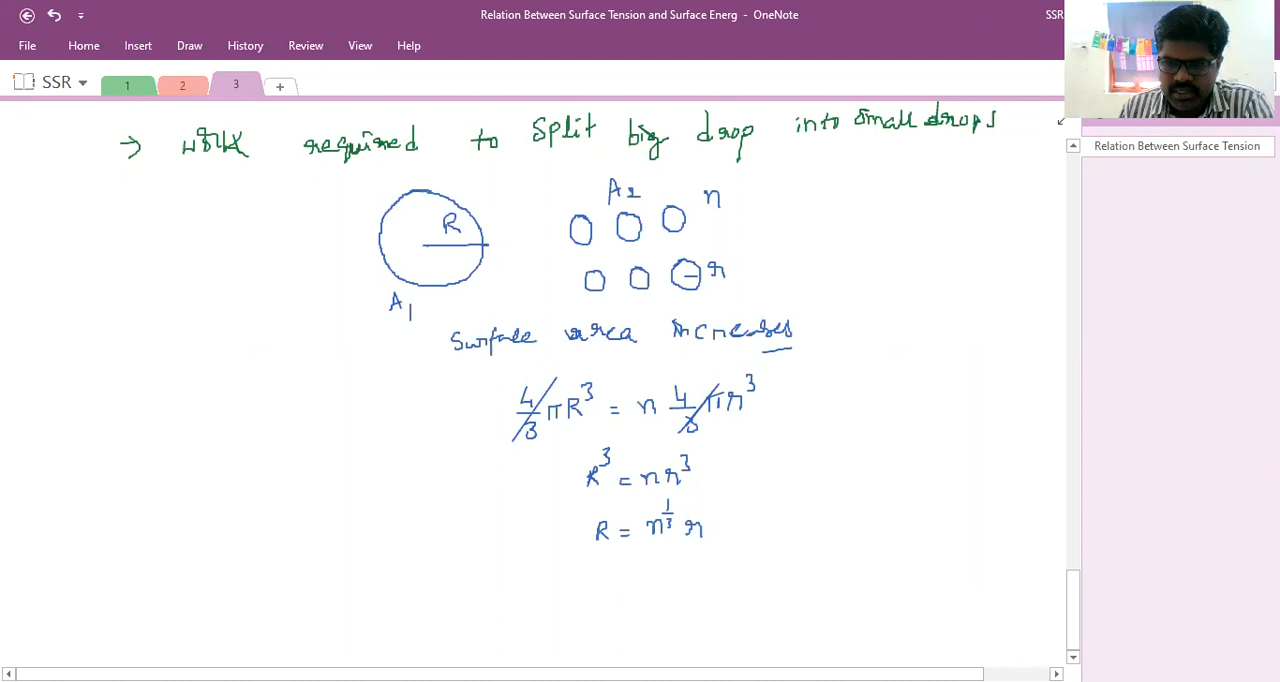 Relation Between Surface Tension and Surface Energ - OneNote
SSR
File Home Insert Draw History Review View Help
SSR 1 2 3 +
→ work required to split big drop into small drops
Relation Between Surface Tension
A2 n
R
r
A1
Surface area increases
4/3 πR³ = n 4/3 πr³
R³ = nr³
R = n^1/3 r